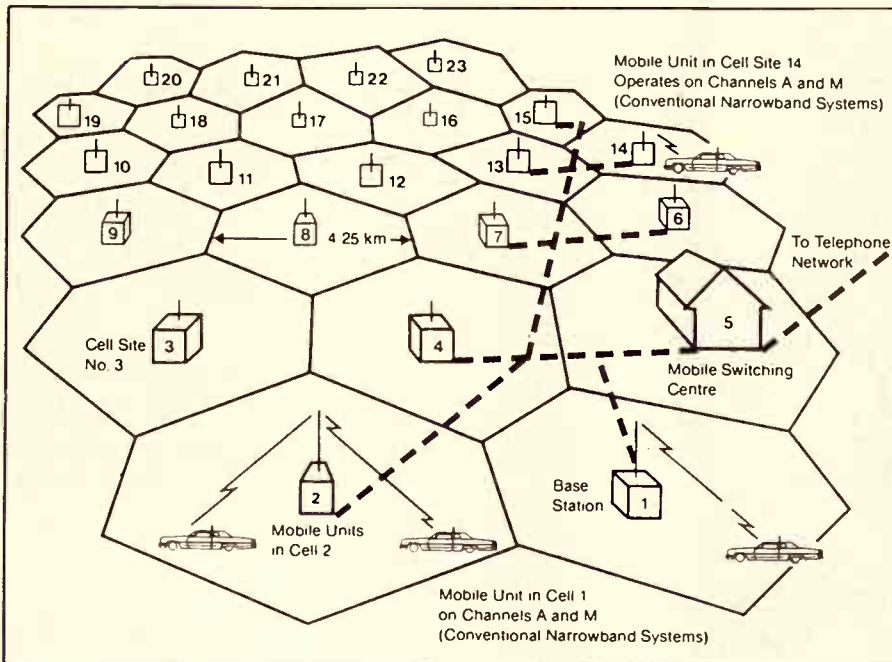 20
21
22
23
Mobile Unit in Cell Site 14
Operates on Channels A and M
(Conventional Narrowband Systems)
19
18
17
16
15
10
11
12
13
14
9
8
4 25 km
7
6
To Telephone
Network
Cell Site
No. 3
3
4
5
Mobile Switching
Centre
2
Mobile Units
in Cell 2
Base
Station
1
Mobile Unit in Cell 1
on Channels A and M
(Conventional Narrowband Systems)